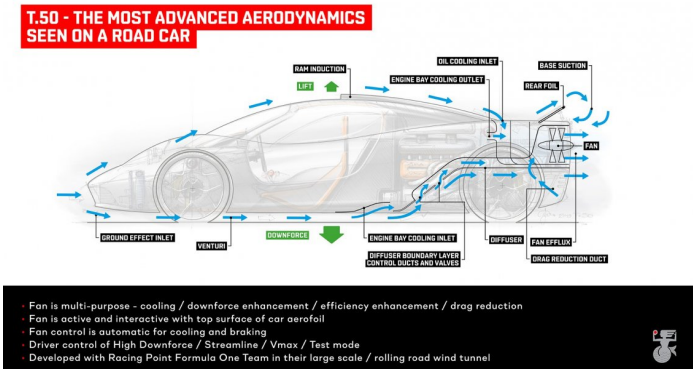 T.50 - THE MOST ADVANCED AERODYNAMICS
SEEN ON A ROAD CAR
OIL COOLING INLET
RAM INDUCTION
BASE SUCTION
ENGINE BAY COOLING OUTLET
LIFT
REAR FOIL
FAN
GROUND EFFECT INLET
VENTURI
DOWNFORCE
ENGINE BAY COOLING INLET
DIFFUSER
FAN EFFLUX
DIFFUSER BOUNDARY LAYER
CONTROL DUCTS AND VALVES
DRAG REDUCTION DUCT
• Fan is multi-purpose - cooling / downforce enhancement / efficiency enhancement / drag reduction
• Fan is active and interactive with top surface of car aerofoil
• Fan control is automatic for cooling and braking
• Driver control of High Downforce / Streamline / Vmax / Test mode
• Developed with Racing Point Formula One Team in their large scale / rolling road wind tunnel